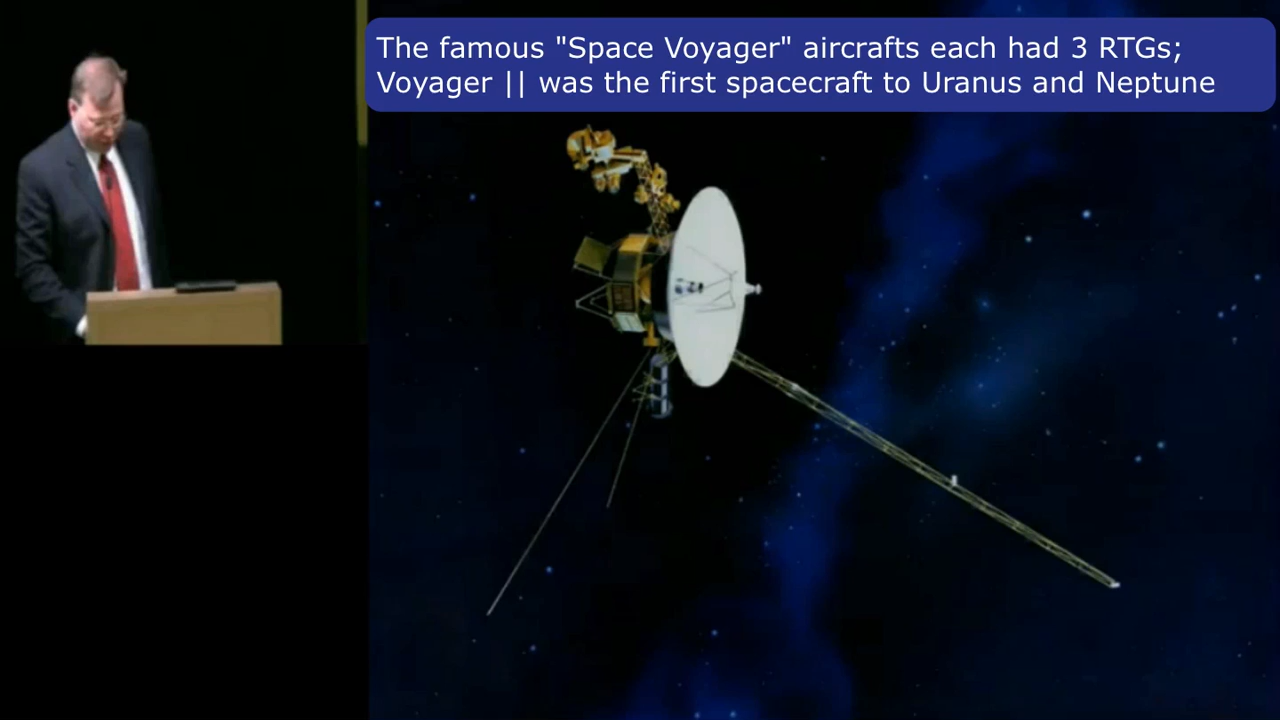 The famous "Space Voyager" aircrafts each had 3 RTGs;
Voyager || was the first spacecraft to Uranus and Neptune